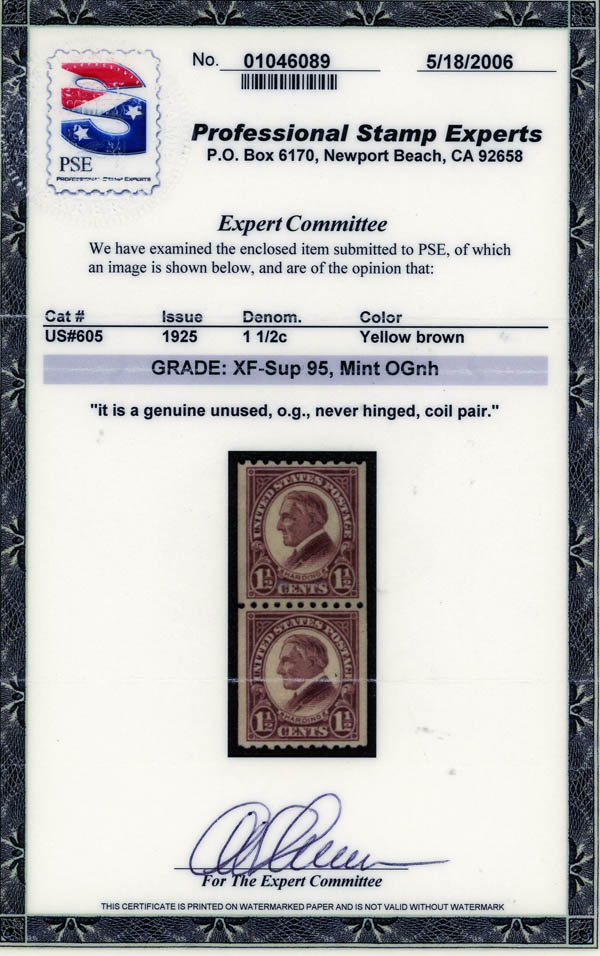 No. 01046089 5/18/2006
PSE
PROFESSIONAL STAMP EXPERTS
Professional Stamp Experts
P.O. Box 6170, Newport Beach, CA 92658
Expert Committee
We have examined the enclosed item submitted to PSE, of which
an image is shown below, and are of the opinion that:
Cat # Issue Denom. Color
US#605 1925 1 1/2c Yellow brown
GRADE: XF-Sup 95, Mint OGnh
"it is a genuine unused, o.g., never hinged, coil pair."
UNITED STATES POSTAGE
HARDING
1½ CENTS 1½
UNITED STATES POSTAGE
HARDING
1½ CENTS 1½
For The Expert Committee
THIS CERTIFICATE IS PRINTED ON WATERMARKED PAPER AND IS NOT VALID WITHOUT WATERMARK